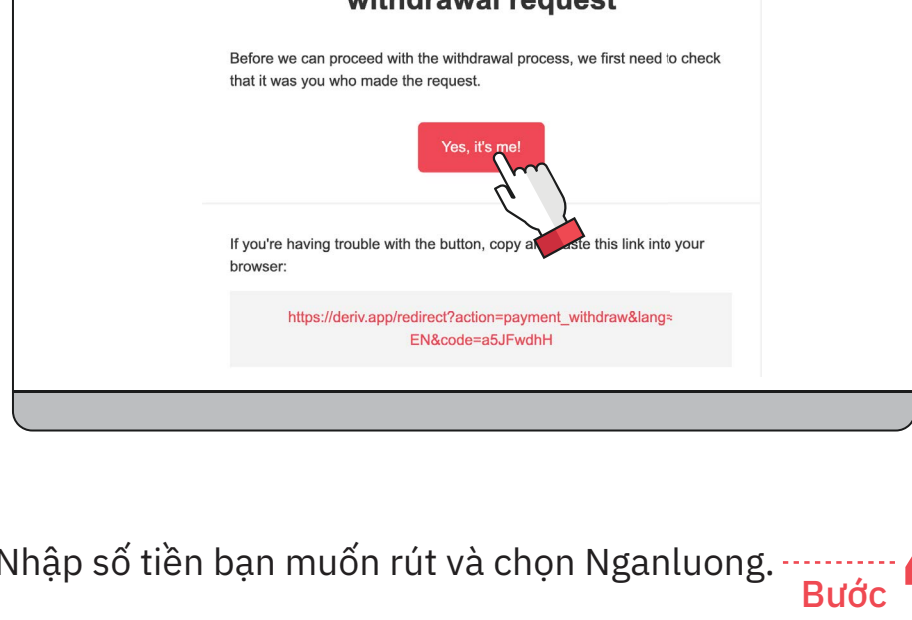 withdrawal request
Before we can proceed with the withdrawal process, we first need to check
that it was you who made the request.
Yes, it's me!
If you're having trouble with the button, copy and paste this link into your
browser:
https://deriv.app/redirect?action=payment_withdraw&lang=
EN&code=a5JFwdhH
Nhập số tiền bạn muốn rút và chọn Nganluong.
Bước